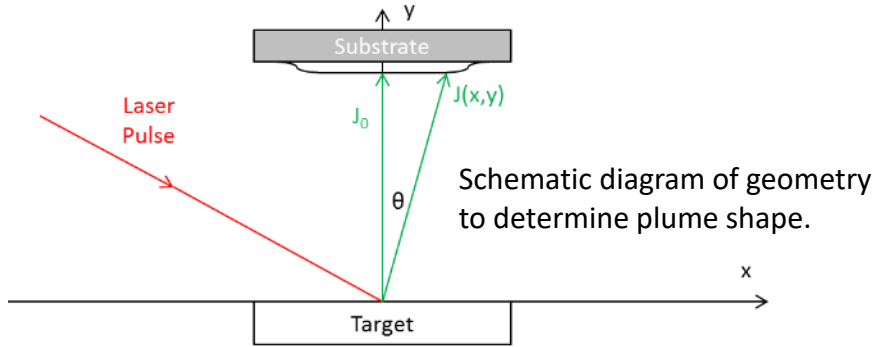 y
Substrate
Laser
Pulse
J₀
J(x,y)
θ
Schematic diagram of geometry
to determine plume shape.
x
Target